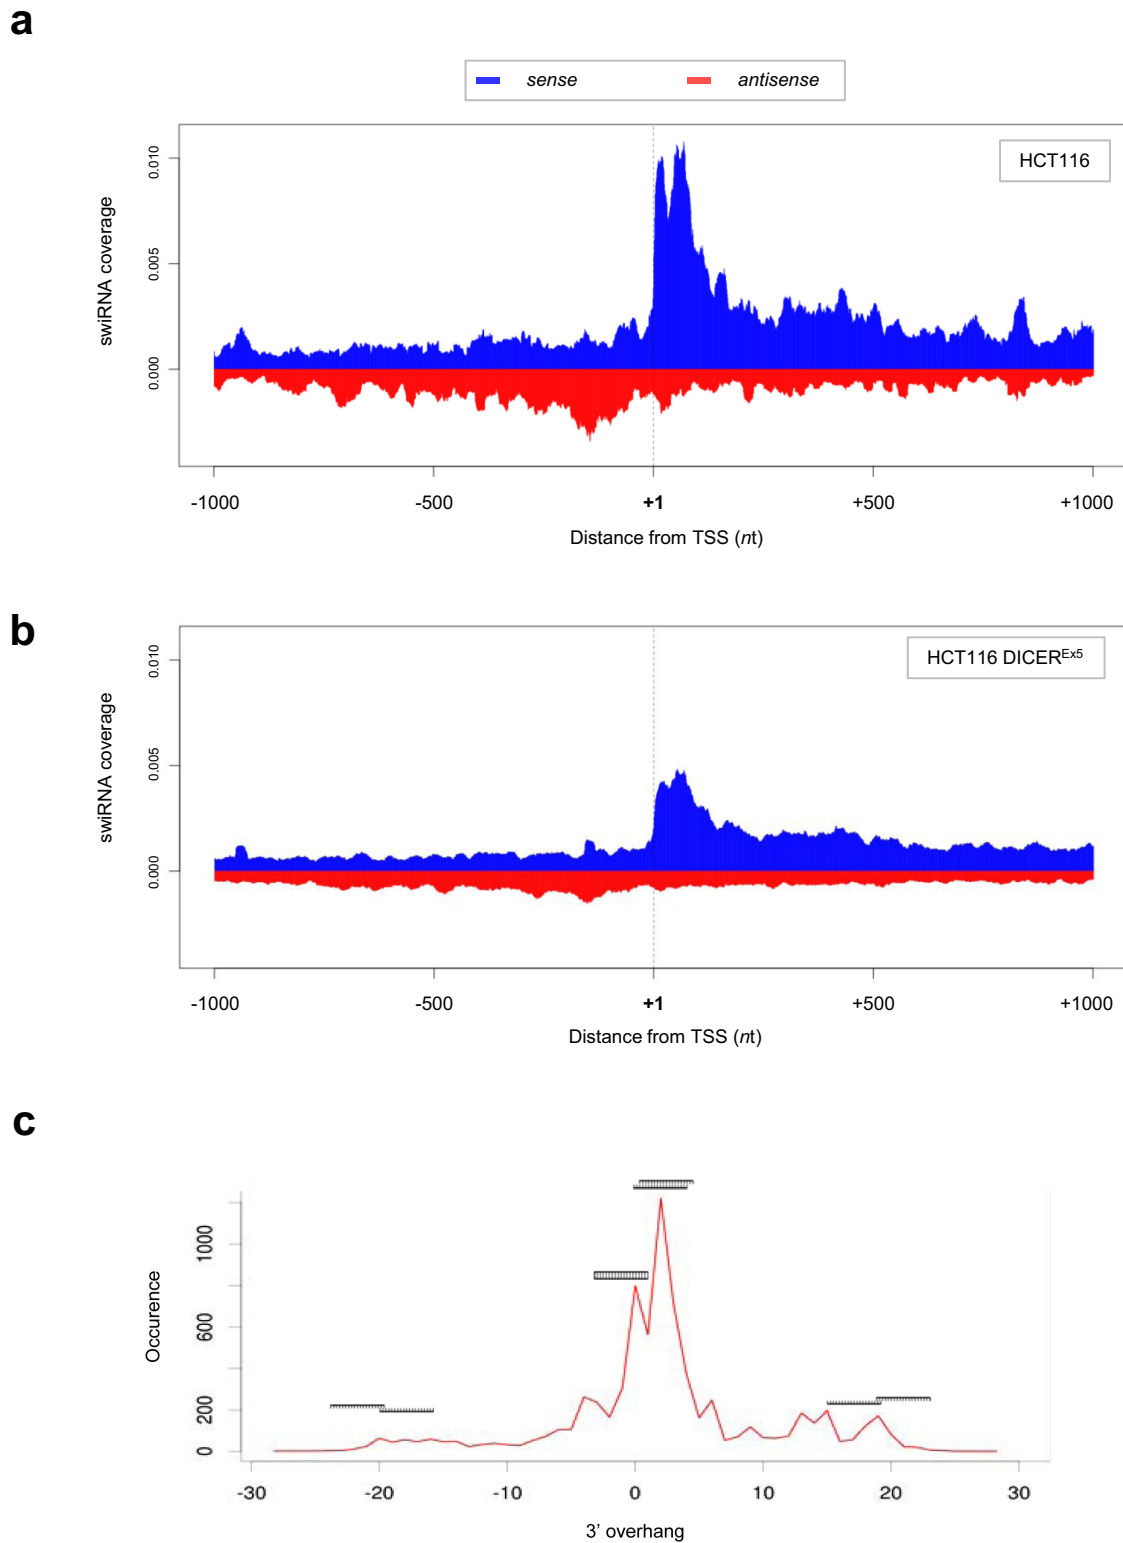 a
sense antisense
HCT116
swiRNA coverage
0.010
0.005
0.000
-1000 -500 +1 +500 +1000
Distance from TSS (nt)
b
HCT116 DICER^Ex5
swiRNA coverage
0.010
0.005
0.000
-1000 -500 +1 +500 +1000
Distance from TSS (nt)
c
Occurence
1000
600
200
0
-30 -20 -10 0 10 20 30
3’ overhang